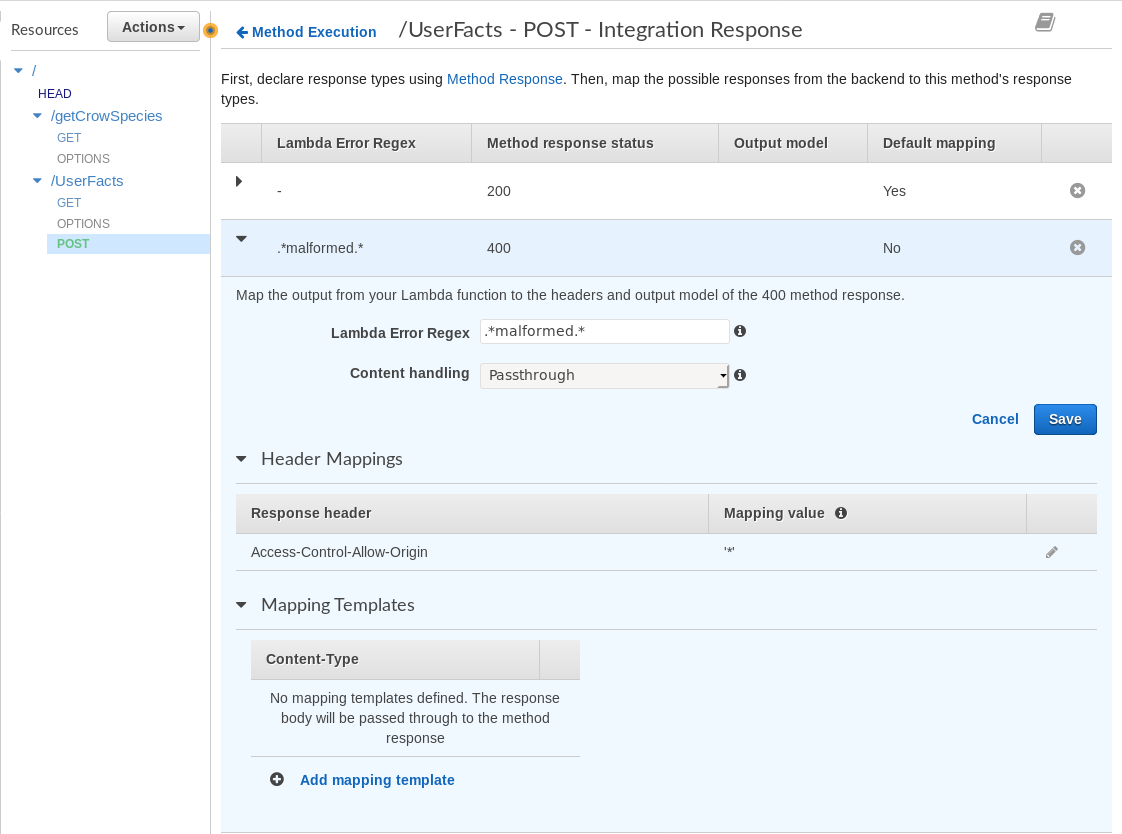 Resources
Actions
/
HEAD
/getCrowSpecies
GET
OPTIONS
/UserFacts
GET
OPTIONS
POST
Method Execution
/UserFacts - POST - Integration Response
First, declare response types using Method Response. Then, map the possible responses from the backend to this method's response
types.
Lambda Error Regex Method response status Output model Default mapping
- 200 Yes
.*malformed.* 400 No
Map the output from your Lambda function to the headers and output model of the 400 method response.
Lambda Error Regex .*malformed.*
Content handling Passthrough
Cancel Save
Header Mappings
Response header Mapping value
Access-Control-Allow-Origin '*'
Mapping Templates
Content-Type
No mapping templates defined. The response
body will be passed through to the method
response
Add mapping template